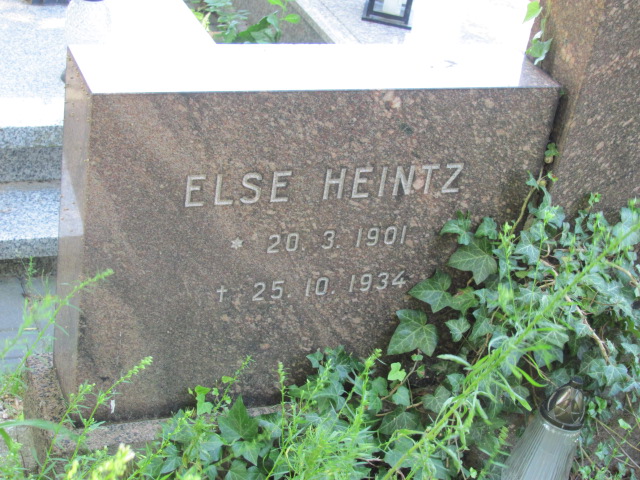 ELSE HEINTZ
* 20. 3. 1901
† 25. 10. 1934